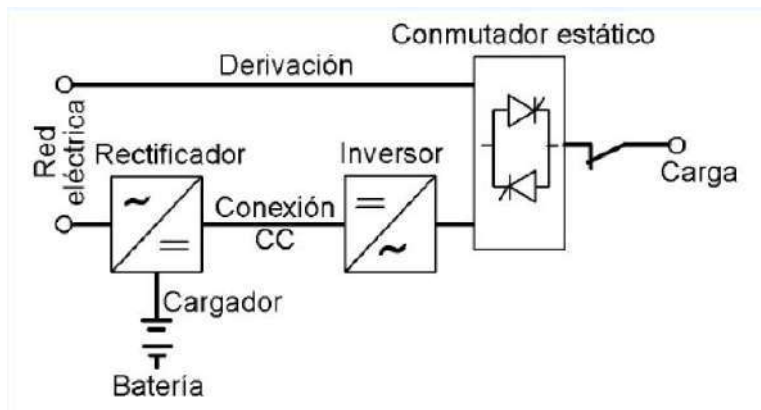 Conmutador estático
Derivación
Red
eléctrica
Rectificador
Inversor
Conexión
CC
Carga
Cargador
Batería